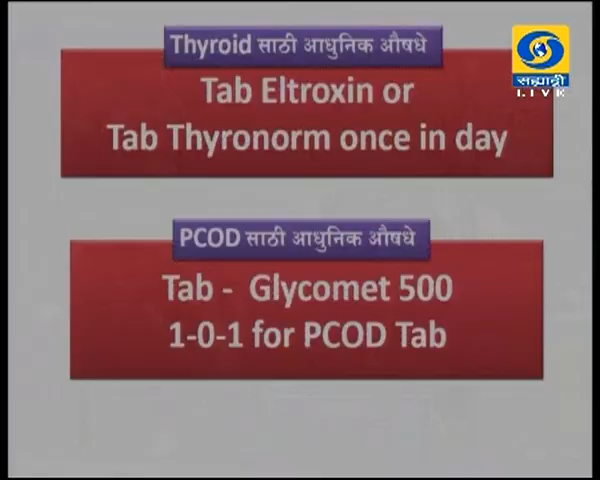 Thyroid साठी आधुनिक औषधे
सह्याद्री
LIVE
Tab Eltroxin or
Tab Thyronorm once in day
PCOD साठी आधुनिक औषधे
Tab - Glycomet 500
1-0-1 for PCOD Tab